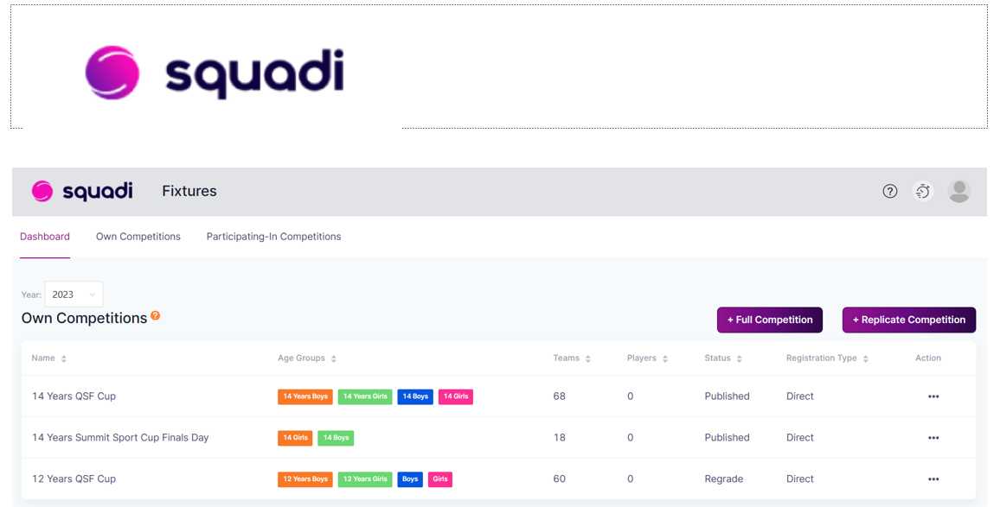 squadi
squadi Fixtures ?
Dashboard Own Competitions Participating-In Competitions
Year: 2023
Own Competitions ? + Full Competition + Replicate Competition
Name Age Groups Teams Players Status Registration Type Action
14 Years QSF Cup 14 Years Boys 14 Years Girls 14 Boys 14 Girls 68 0 Published Direct •••
14 Years Summit Sport Cup Finals Day 14 Girls 14 Boys 18 0 Published Direct •••
12 Years QSF Cup 12 Years Boys 12 Years Girls Boys Girls 60 0 Regrade Direct •••